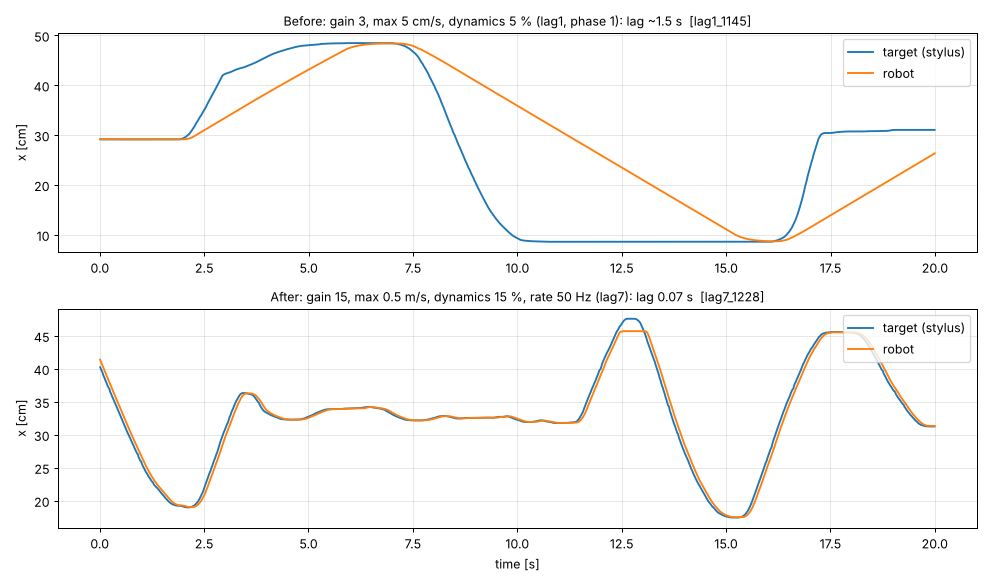 Before: gain 3, max 5 cm/s, dynamics 5 % (lag1, phase 1): lag ~1.5 s  [lag1_1145]
50
40
30
20
10
x [cm]
target (stylus)
robot
0.0 2.5 5.0 7.5 10.0 12.5 15.0 17.5 20.0
After: gain 15, max 0.5 m/s, dynamics 15 %, rate 50 Hz (lag7): lag 0.07 s  [lag7_1228]
45
40
35
30
25
20
x [cm]
target (stylus)
robot
0.0 2.5 5.0 7.5 10.0 12.5 15.0 17.5 20.0
time [s]